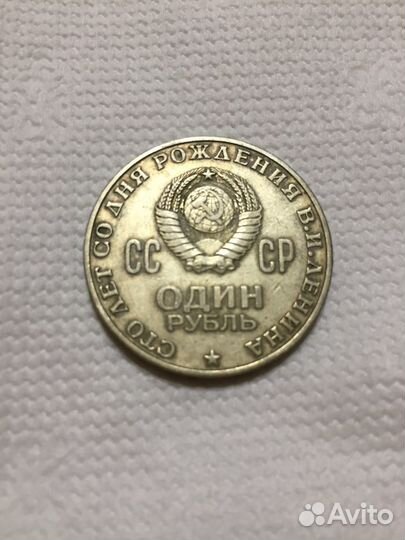 СТО ЛЕТ СО ДНЯ РОЖДЕНИЯ В.И.ЛЕНИНА
СС СР
ОДИН
РУБЛЬ
Avito